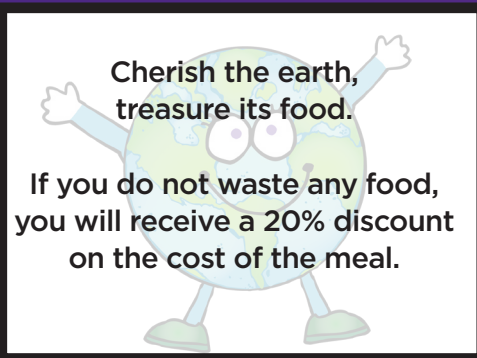 Cherish the earth,
treasure its food.
If you do not waste any food,
you will receive a 20% discount
on the cost of the meal.